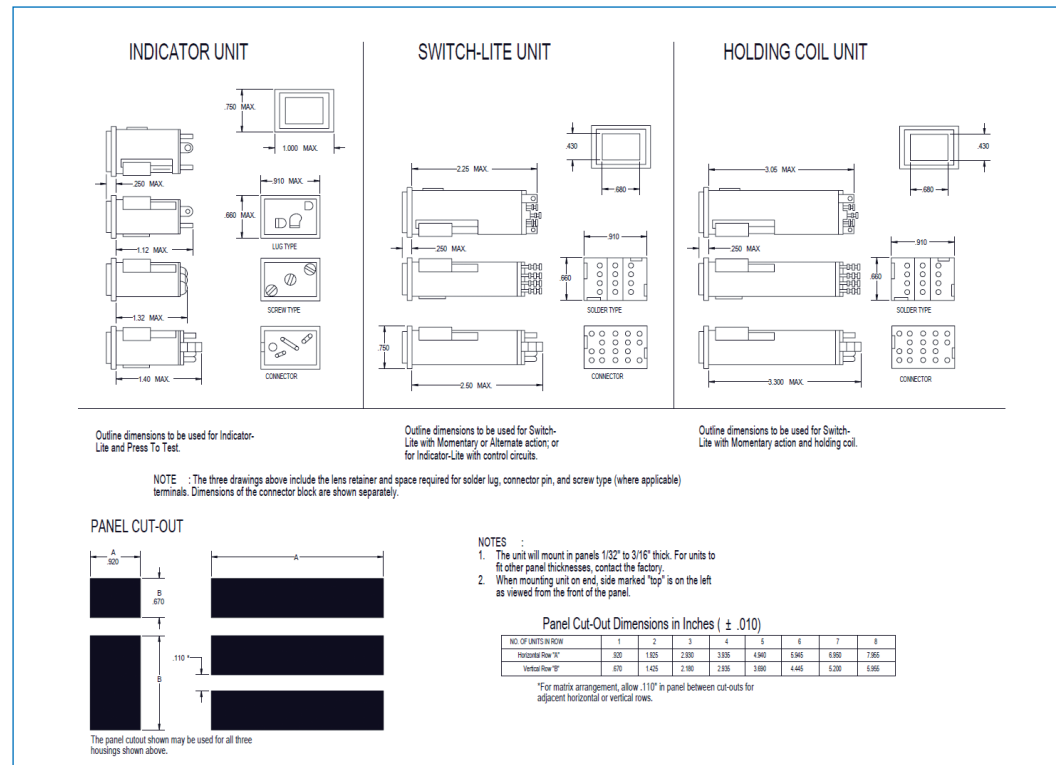 INDICATOR UNIT
SWITCH-LITE UNIT
HOLDING COIL UNIT
.750 MAX.
1.000 MAX.
.250 MAX.
.910 MAX.
.660 MAX.
LUG TYPE
1.12 MAX.
SCREW TYPE
1.32 MAX.
CONNECTOR
1.40 MAX.
.430
2.25 MAX.
.680
.250 MAX.
.910
.660
SOLDER TYPE
.750
CONNECTOR
2.50 MAX.
3.05 MAX.
.430
.680
.250 MAX
.910
.660
SOLDER TYPE
CONNECTOR
3.300 MAX.
Outline dimensions to be used for Indicator-
Lite and Press To Test.
Outline dimensions to be used for Switch-
Lite with Momentary or Alternate action; or
for Indicator-Lite with control circuits.
Outline dimensions to be used for Switch-
Lite with Momentary action and holding coil.
NOTE : The three drawings above include the lens retainer and space required for solder lug, connector pin, and screw type (where applicable)
terminals. Dimensions of the connector block are shown separately.
PANEL CUT-OUT
A
.920
A
B
.670
.110 *
B
The panel cutout shown may be used for all three
housings shown above.
NOTES :
1. The unit will mount in panels 1/32" to 3/16" thick. For units to
fit other panel thicknesses, contact the factory.
2. When mounting unit on end, side marked "top" is on the left
as viewed from the front of the panel.
Panel Cut-Out Dimensions in Inches ( ± .010)
NO. OF UNITS IN ROW 1 2 3 4 5 6 7 8
Horizontal Row "A" .920 1.925 2.930 3.935 4.940 5.945 6.950 7.955
Vertical Row "B" .670 1.425 2.180 2.935 3.690 4.445 5.200 5.955
*For matrix arrangement, allow .110" in panel between cut-outs for
adjacent horizontal or vertical rows.